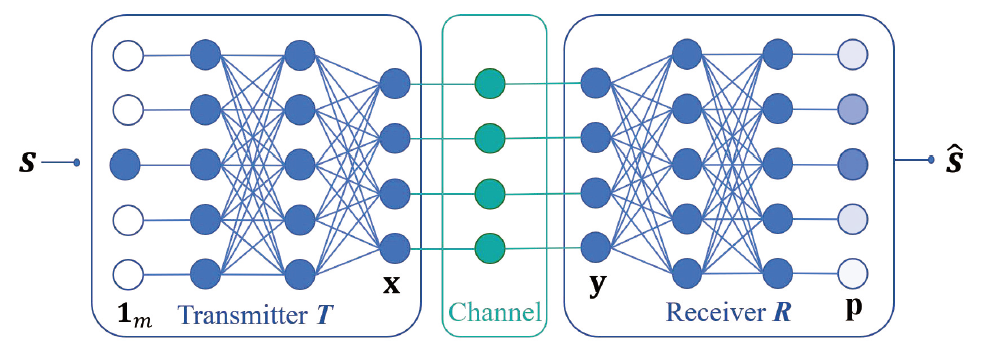 s
ŝ
x
y
1ₘ
Transmitter T
Channel
Receiver R
p